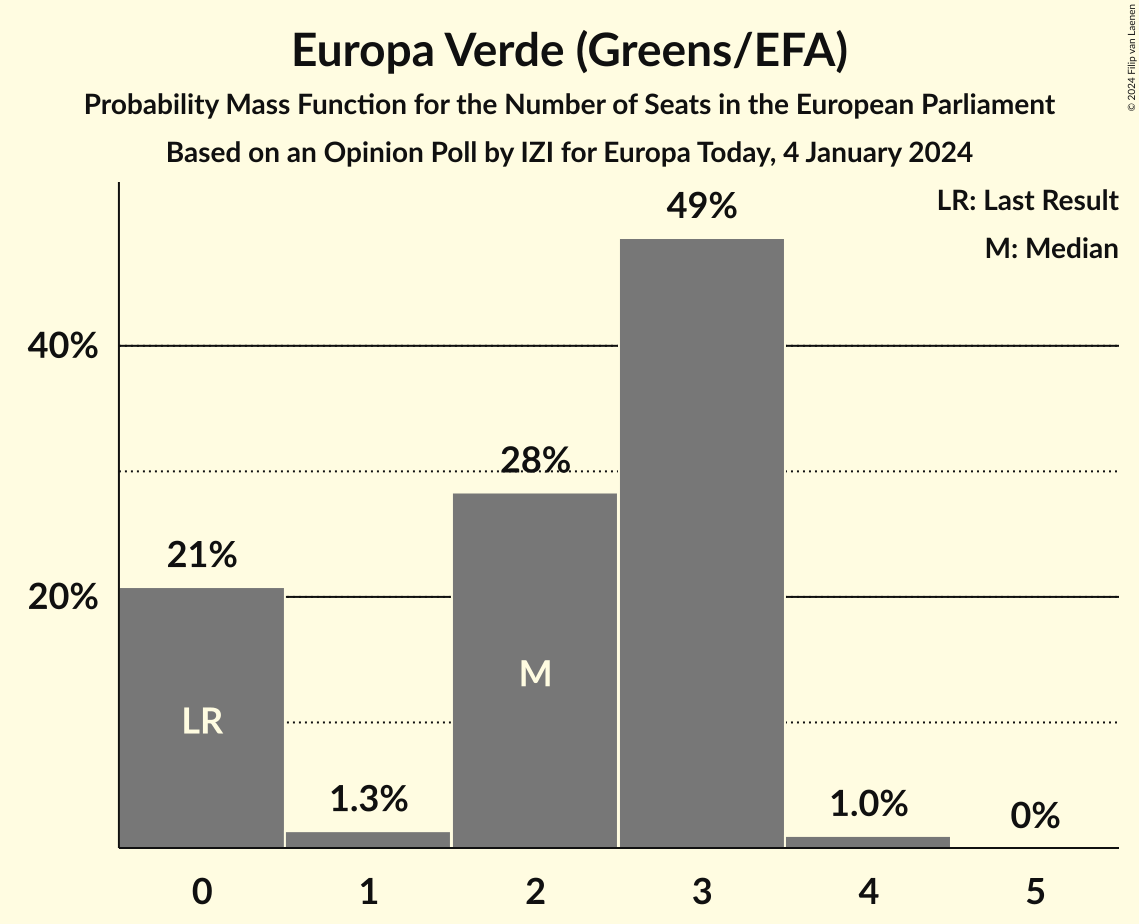 Europa Verde (Greens/EFA)
Probability Mass Function for the Number of Seats in the European Parliament
Based on an Opinion Poll by IZI for Europa Today, 4 January 2024
© 2024 Filip van Laenen
LR: Last Result
M: Median
49%
40%
28%
21%
20%
M
LR
1.3%
1.0%
0%
0 1 2 3 4 5